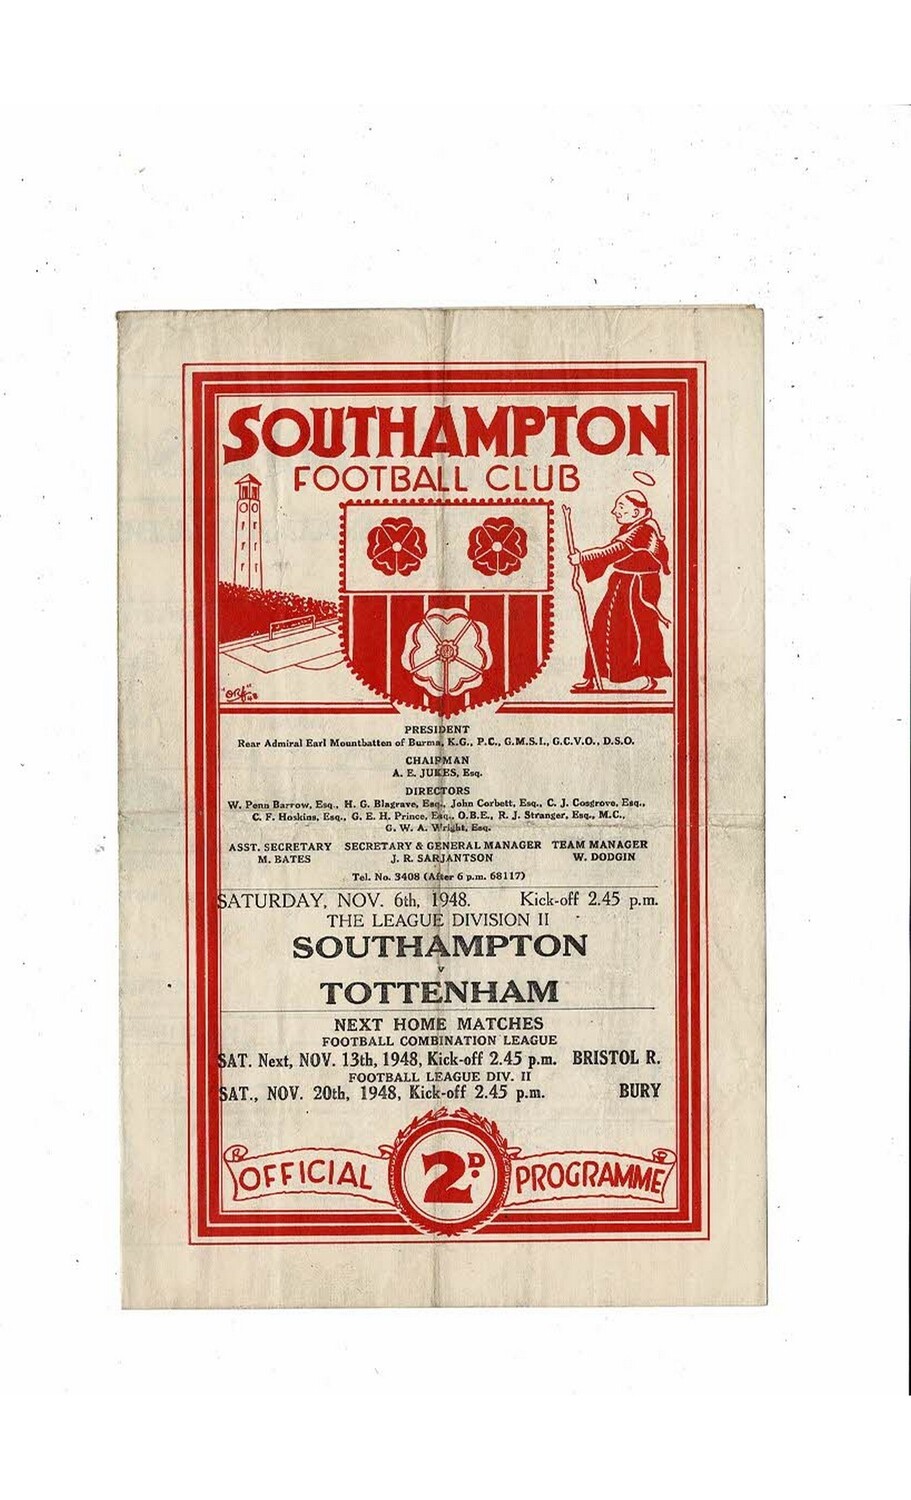 SOUTHAMPTON
FOOTBALL CLUB
PRESIDENT
Rear Admiral Earl Mountbatten of Burma, K.G., P.C., G.M.S.I., G.C.V.O., D.S.O.
CHAIRMAN
A. E. JUKES, Esq.
DIRECTORS
W. Penn Barrow, Esq., H. G. Blagrave, Esq., John Corbett, Esq., C. J. Cosgrove, Esq.,
C. F. Hoskins, Esq., G. E. H. Prince, Esq., O.B.E., R. J. Stranger, Esq., M.C.,
G. W. A. Wright, Esq.
ASST. SECRETARY SECRETARY & GENERAL MANAGER TEAM MANAGER
M. BATES J. R. SARJANTSON W. DODGIN
Tel. No. 3408 (After 6 p.m. 68117)
SATURDAY, NOV. 6th, 1948. Kick-off 2.45 p.m.
THE LEAGUE DIVISION II
SOUTHAMPTON
v
TOTTENHAM
NEXT HOME MATCHES
FOOTBALL COMBINATION LEAGUE
SAT. Next, NOV. 13th, 1948, Kick-off 2.45 p.m. BRISTOL R.
FOOTBALL LEAGUE DIV. II
SAT., NOV. 20th, 1948, Kick-off 2.45 p.m. BURY
OFFICIAL 2D. PROGRAMME